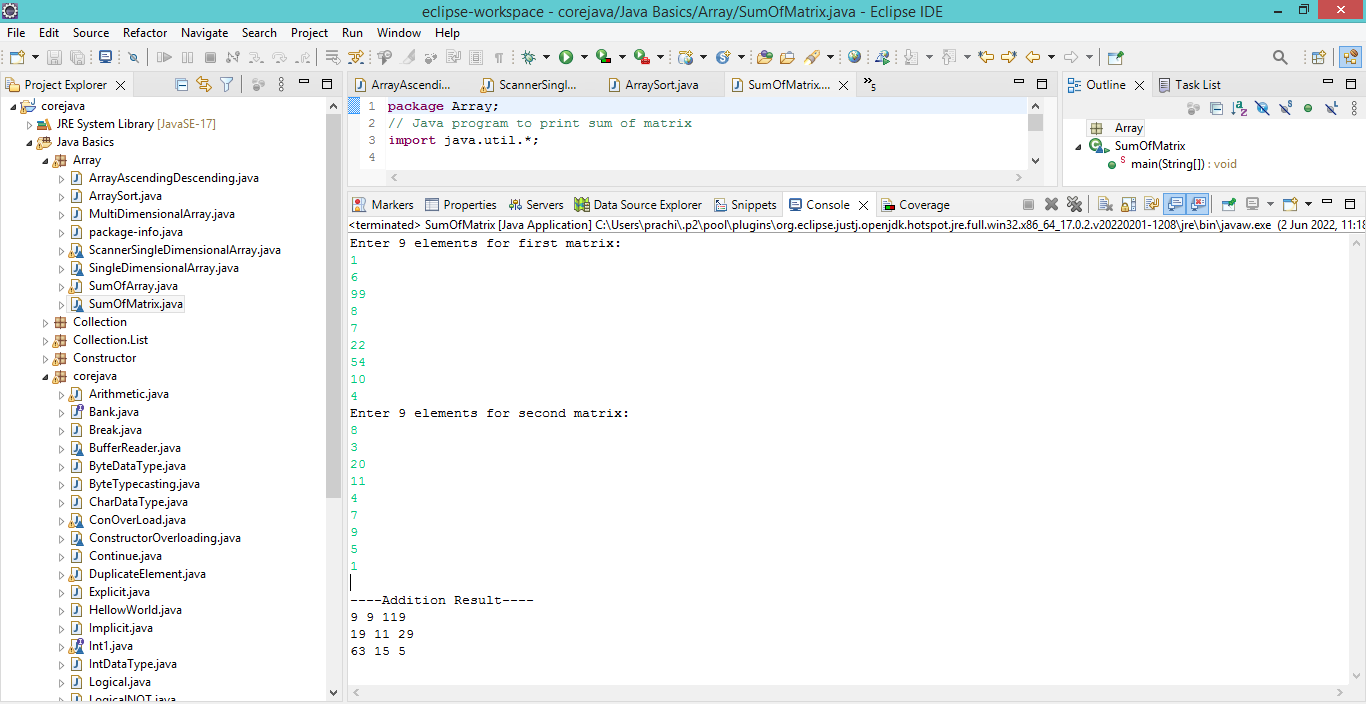 eclipse-workspace - corejava/Java Basics/Array/SumOfMatrix.java - Eclipse IDE
File Edit Source Refactor Navigate Search Project Run Window Help
Project Explorer
corejava
JRE System Library [JavaSE-17]
Java Basics
Array
ArrayAscendingDescending.java
ArraySort.java
MultiDimensionalArray.java
package-info.java
ScannerSingleDimensionalArray.java
SingleDimensionalArray.java
SumOfArray.java
SumOfMatrix.java
Collection
Collection.List
Constructor
corejava
Arithmetic.java
Bank.java
Break.java
BufferReader.java
ByteDataType.java
ByteTypecasting.java
CharDataType.java
ConOverLoad.java
ConstructorOverloading.java
Continue.java
DuplicateElement.java
Explicit.java
HellowWorld.java
Implicit.java
Int1.java
IntDataType.java
Logical.java
LogicalNOT.java
ArrayAscendi... ScannerSingl... ArraySort.java SumOfMatrix.... »5
1 package Array;
2 // Java program to print sum of matrix
3 import java.util.*;
4
Outline Task List
Array
SumOfMatrix
main(String[]) : void
Markers Properties Servers Data Source Explorer Snippets Console Coverage
<terminated> SumOfMatrix [Java Application] C:\Users\prachi\.p2\pool\plugins\org.eclipse.justj.openjdk.hotspot.jre.full.win32.x86_64_17.0.2.v20220201-1208\jre\bin\javaw.exe (2 Jun 2022, 11:18
Enter 9 elements for first matrix:
1
6
99
8
7
22
54
10
4
Enter 9 elements for second matrix:
8
3
20
11
4
7
9
5
1
----Addition Result----
9 9 119
19 11 29
63 15 5